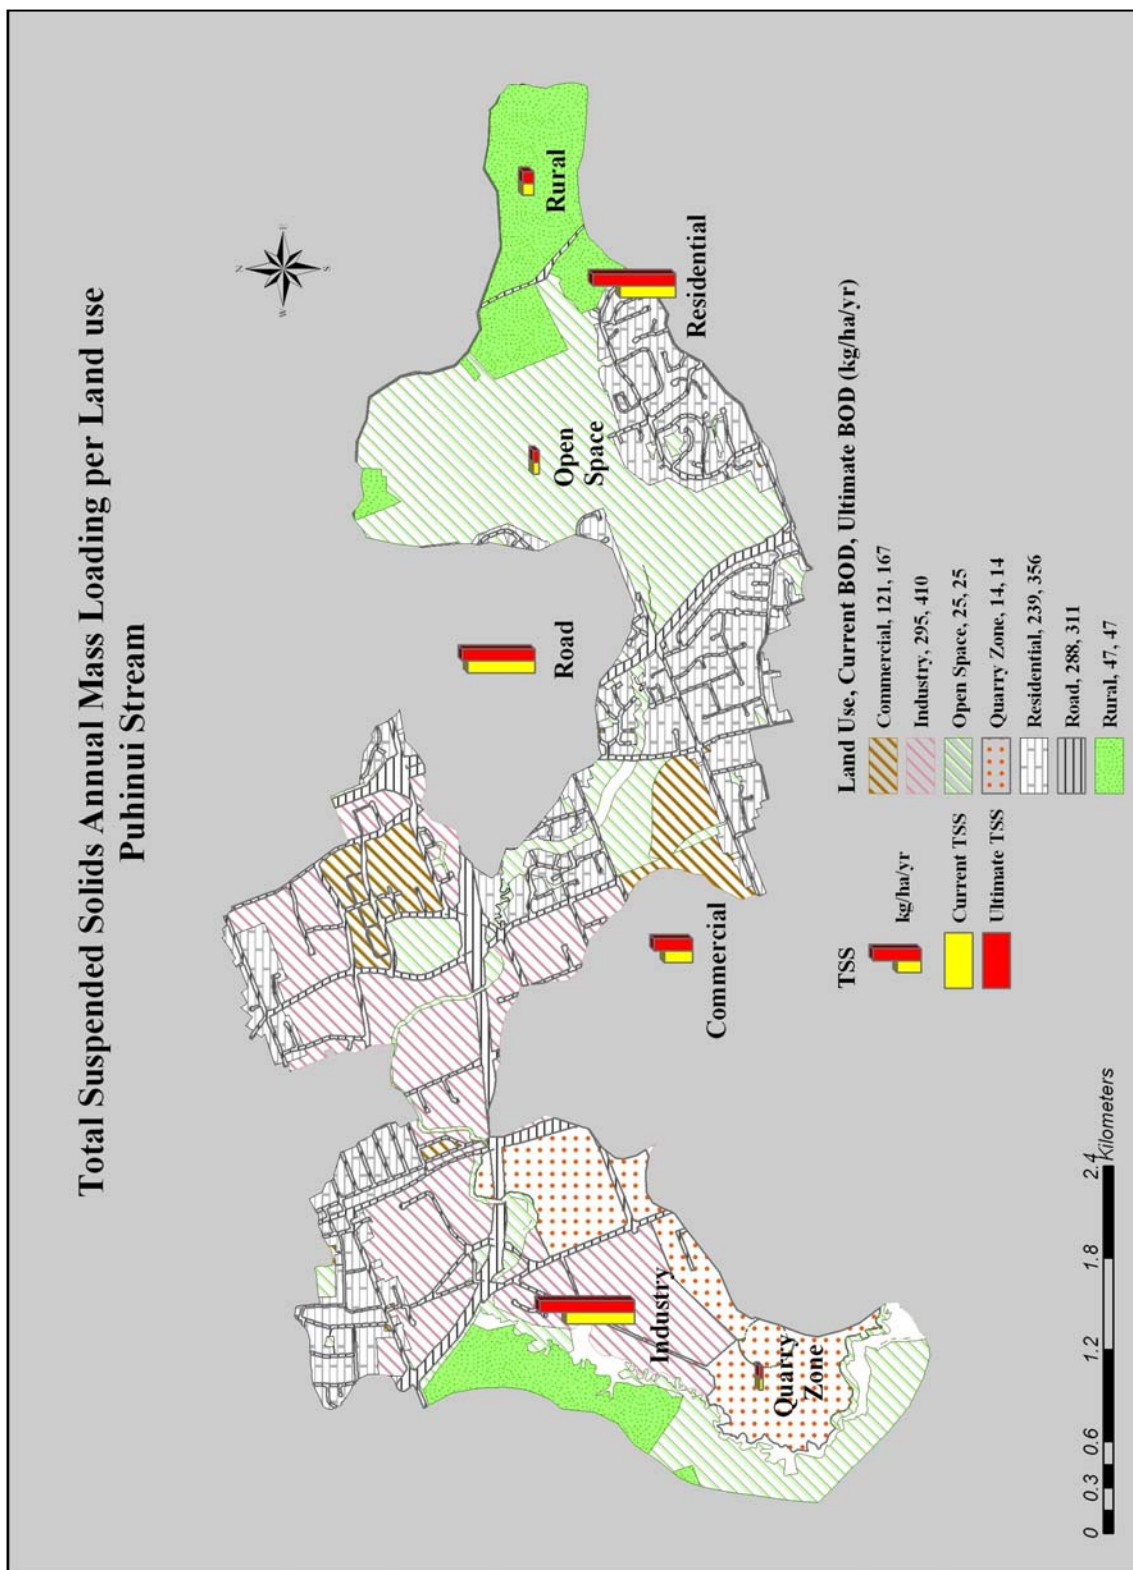 Total Suspended Solids Annual Mass Loading per Land use
Puhinui Stream
N
W
E
S
Rural
Residential
Open
Space
Road
Commercial
Industry
Quarry
Zone
TSS
kg/ha/yr
Current TSS
Ultimate TSS
Land Use, Current BOD, Ultimate BOD (kg/ha/yr)
Commercial, 121, 167
Industry, 295, 410
Open Space, 25, 25
Quarry Zone, 14, 14
Residential, 239, 356
Road, 288, 311
Rural, 47, 47
0 0.3 0.6 1.2 1.8 2.4
Kilometers